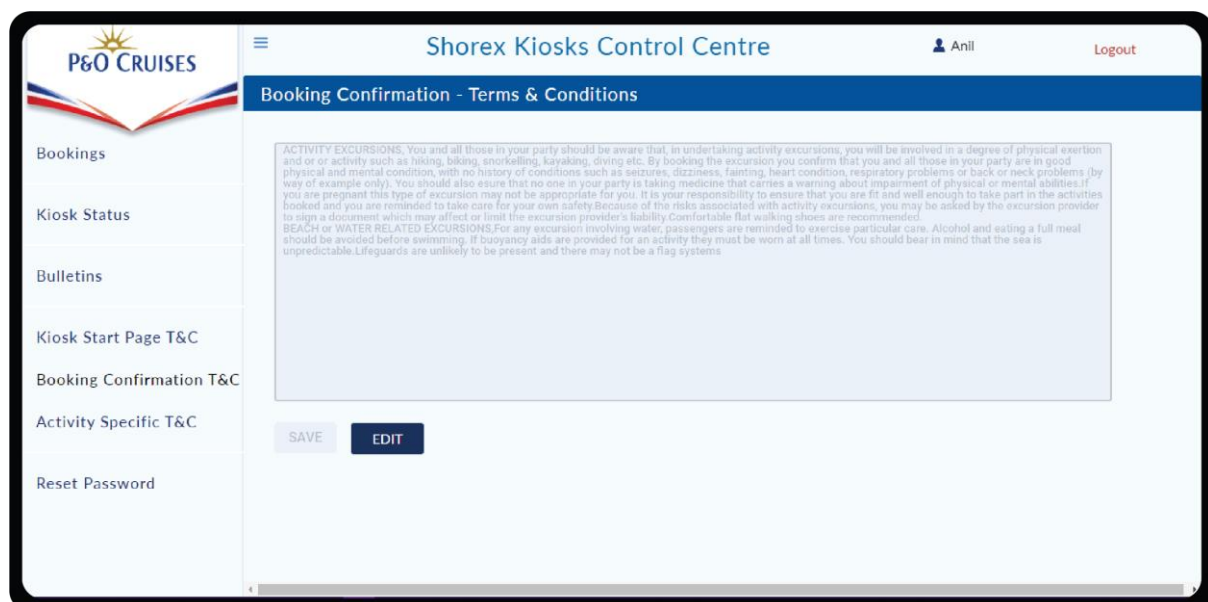 P&O CRUISES
Shorex Kiosks Control Centre
Anil
Logout
Booking Confirmation - Terms & Conditions
Bookings
Kiosk Status
Bulletins
Kiosk Start Page T&C
Booking Confirmation T&C
Activity Specific T&C
Reset Password
ACTIVITY EXCURSIONS, You and all those in your party should be aware that, in undertaking activity excursions, you will be involved in a degree of physical exertion
and or or activity such as hiking, biking, snorkelling, kayaking, diving etc. By booking the excursion you confirm that you and all those in your party are in good
physical and mental condition, with no history of conditions such as seizures, dizziness, fainting, heart condition, respiratory problems or back or neck problems (by
way of example only). You should also esure that no one in your party is taking medicine that carries a warning about impairment of physical or mental abilities.If
you are pregnant this type of excursion may not be appropriate for you. It is your responsibility to ensure that you are fit and well enough to take part in the activities
booked and you are reminded to take care for your own safety.Because of the risks associated with activity excursions, you may be asked by the excursion provider
to sign a document which may affect or limit the excursion provider's liability.Comfortable flat walking shoes are recommended.
BEACH or WATER RELATED EXCURSIONS,For any excursion involving water, passengers are reminded to exercise particular care. Alcohol and eating a full meal
should be avoided before swimming. If buoyancy aids are provided for an activity they must be worn at all times. You should bear in mind that the sea is
unpredictable.Lifeguards are unlikely to be present and there may not be a flag systems
SAVE
EDIT